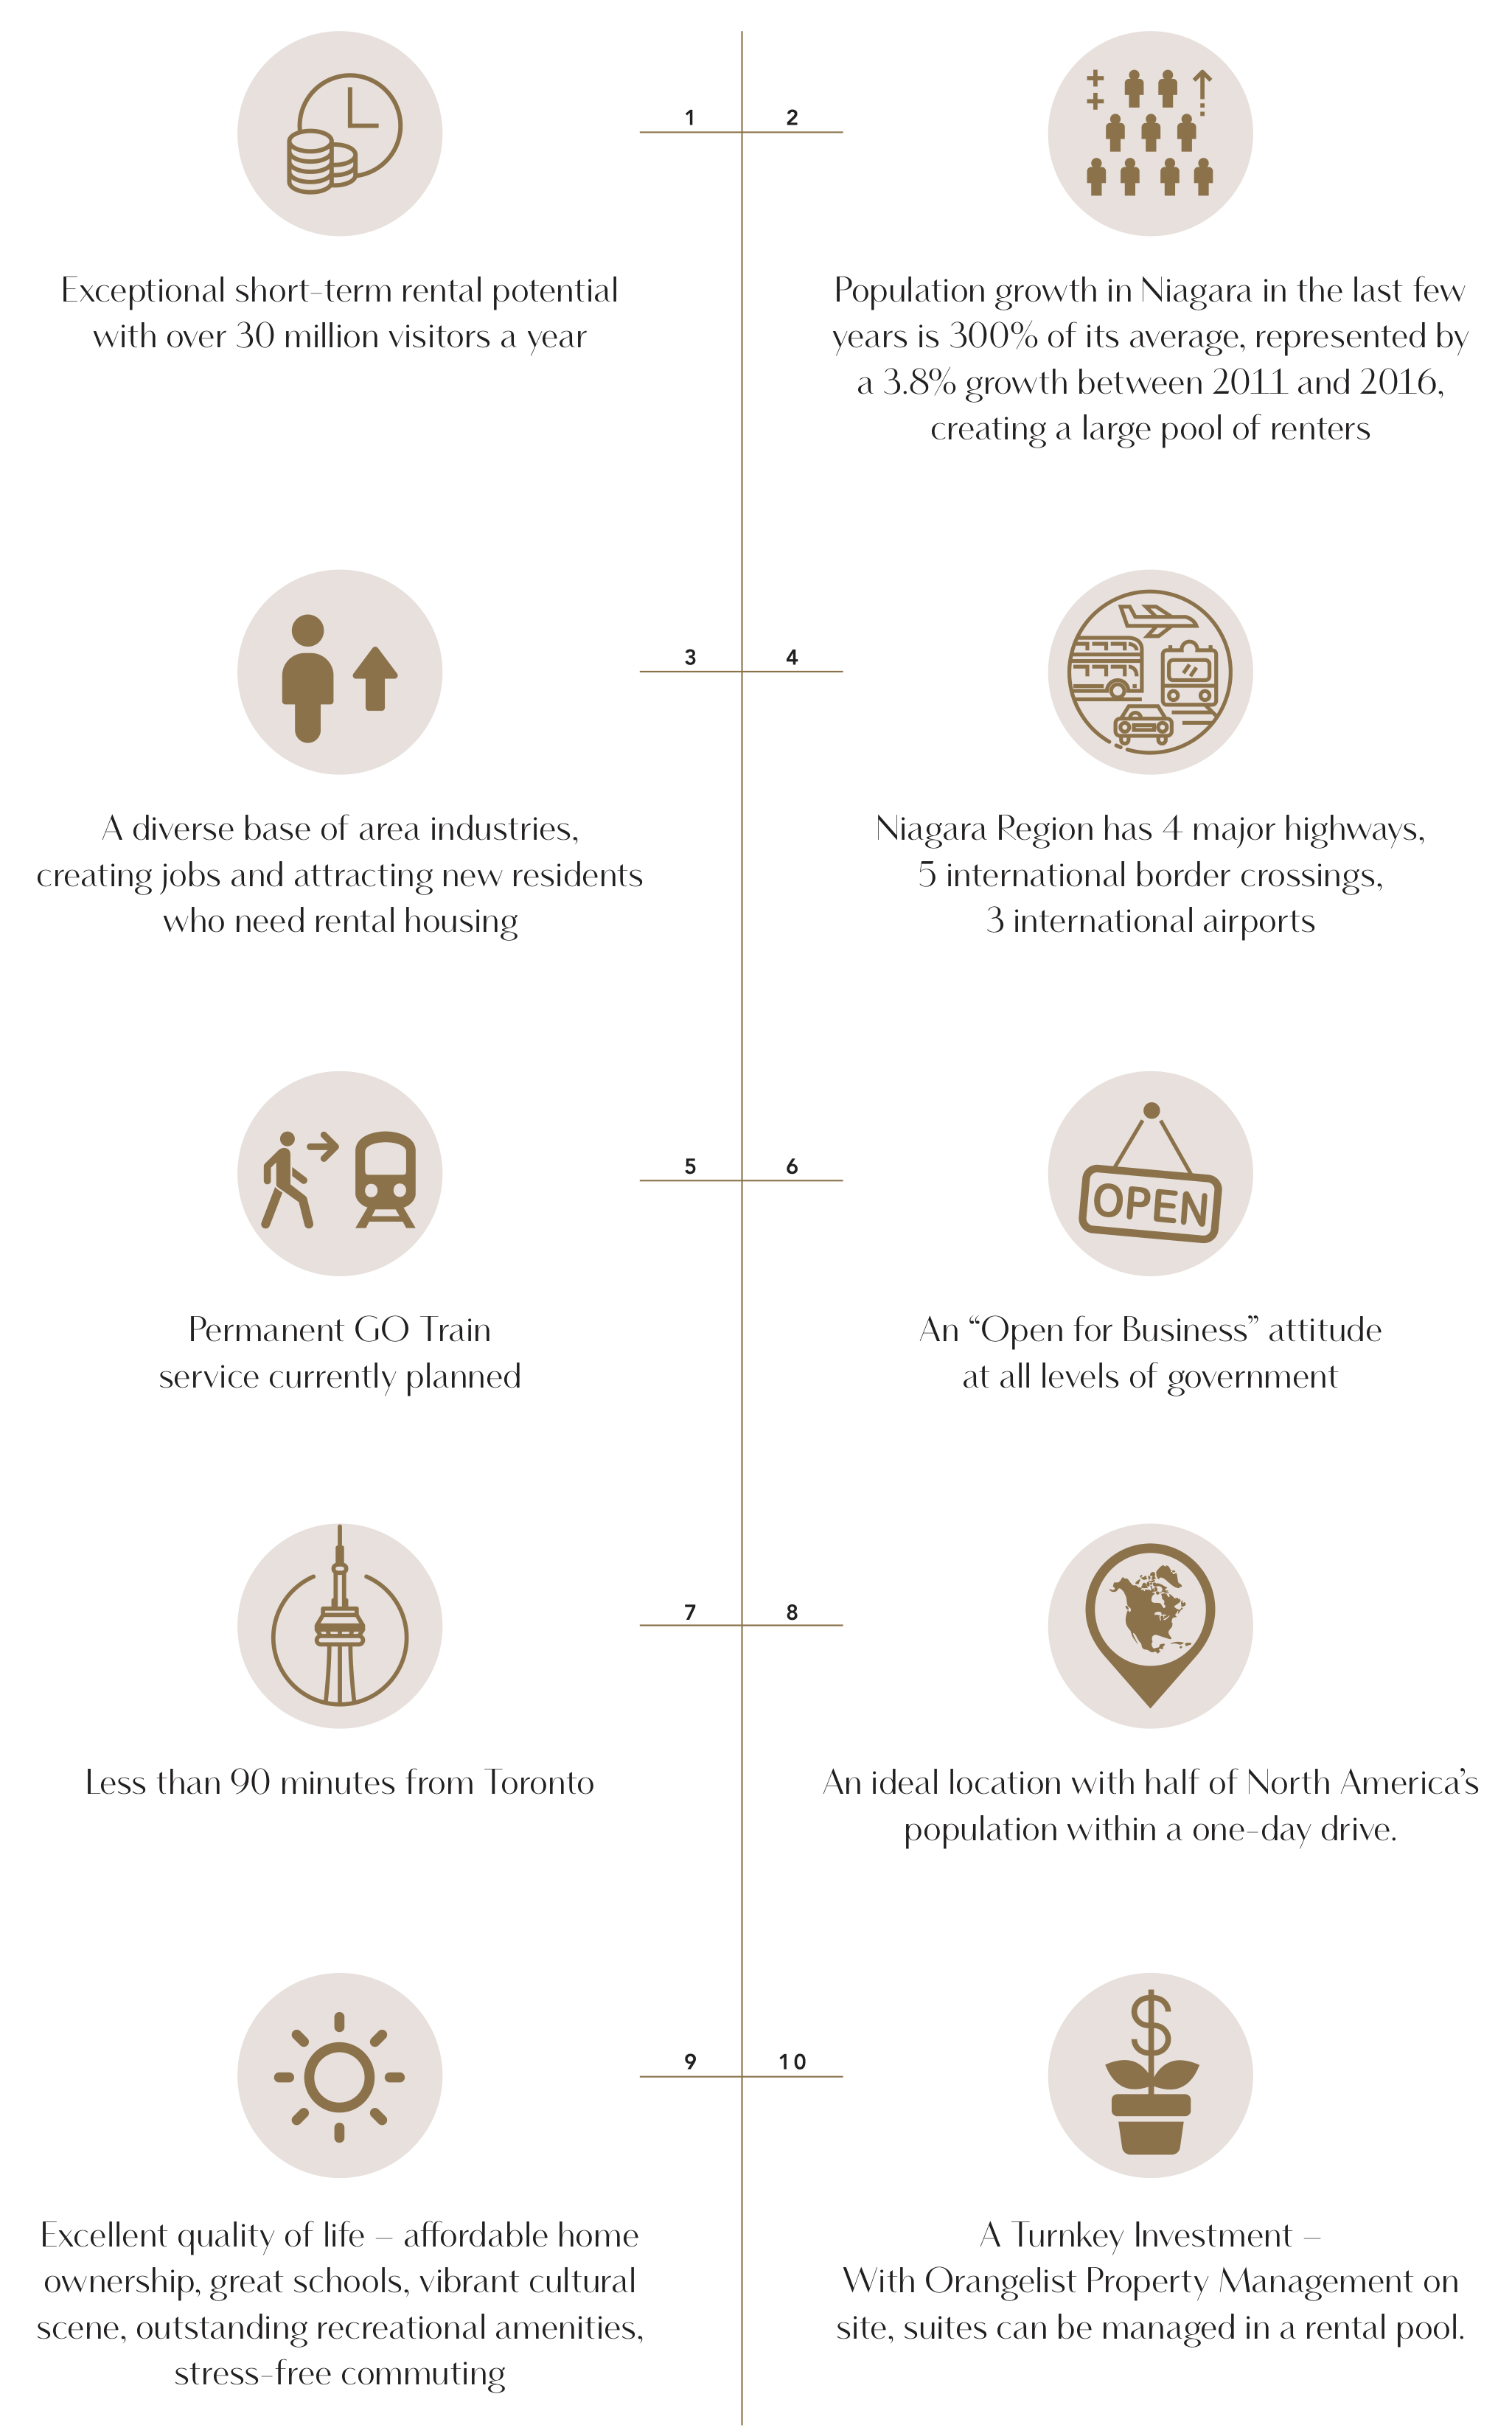 1
Exceptional short-term rental potential
with over 30 million visitors a year
2
Population growth in Niagara in the last few
years is 300% of its average, represented by
a 3.8% growth between 2011 and 2016,
creating a large pool of renters
3
A diverse base of area industries,
creating jobs and attracting new residents
who need rental housing
4
Niagara Region has 4 major highways,
5 international border crossings,
3 international airports
5
Permanent GO Train
service currently planned
6
OPEN
An “Open for Business” attitude
at all levels of government
7
Less than 90 minutes from Toronto
8
An ideal location with half of North America’s
population within a one-day drive.
9
Excellent quality of life – affordable home
ownership, great schools, vibrant cultural
scene, outstanding recreational amenities,
stress-free commuting
10
$
A Turnkey Investment –
With Orangelist Property Management on
site, suites can be managed in a rental pool.